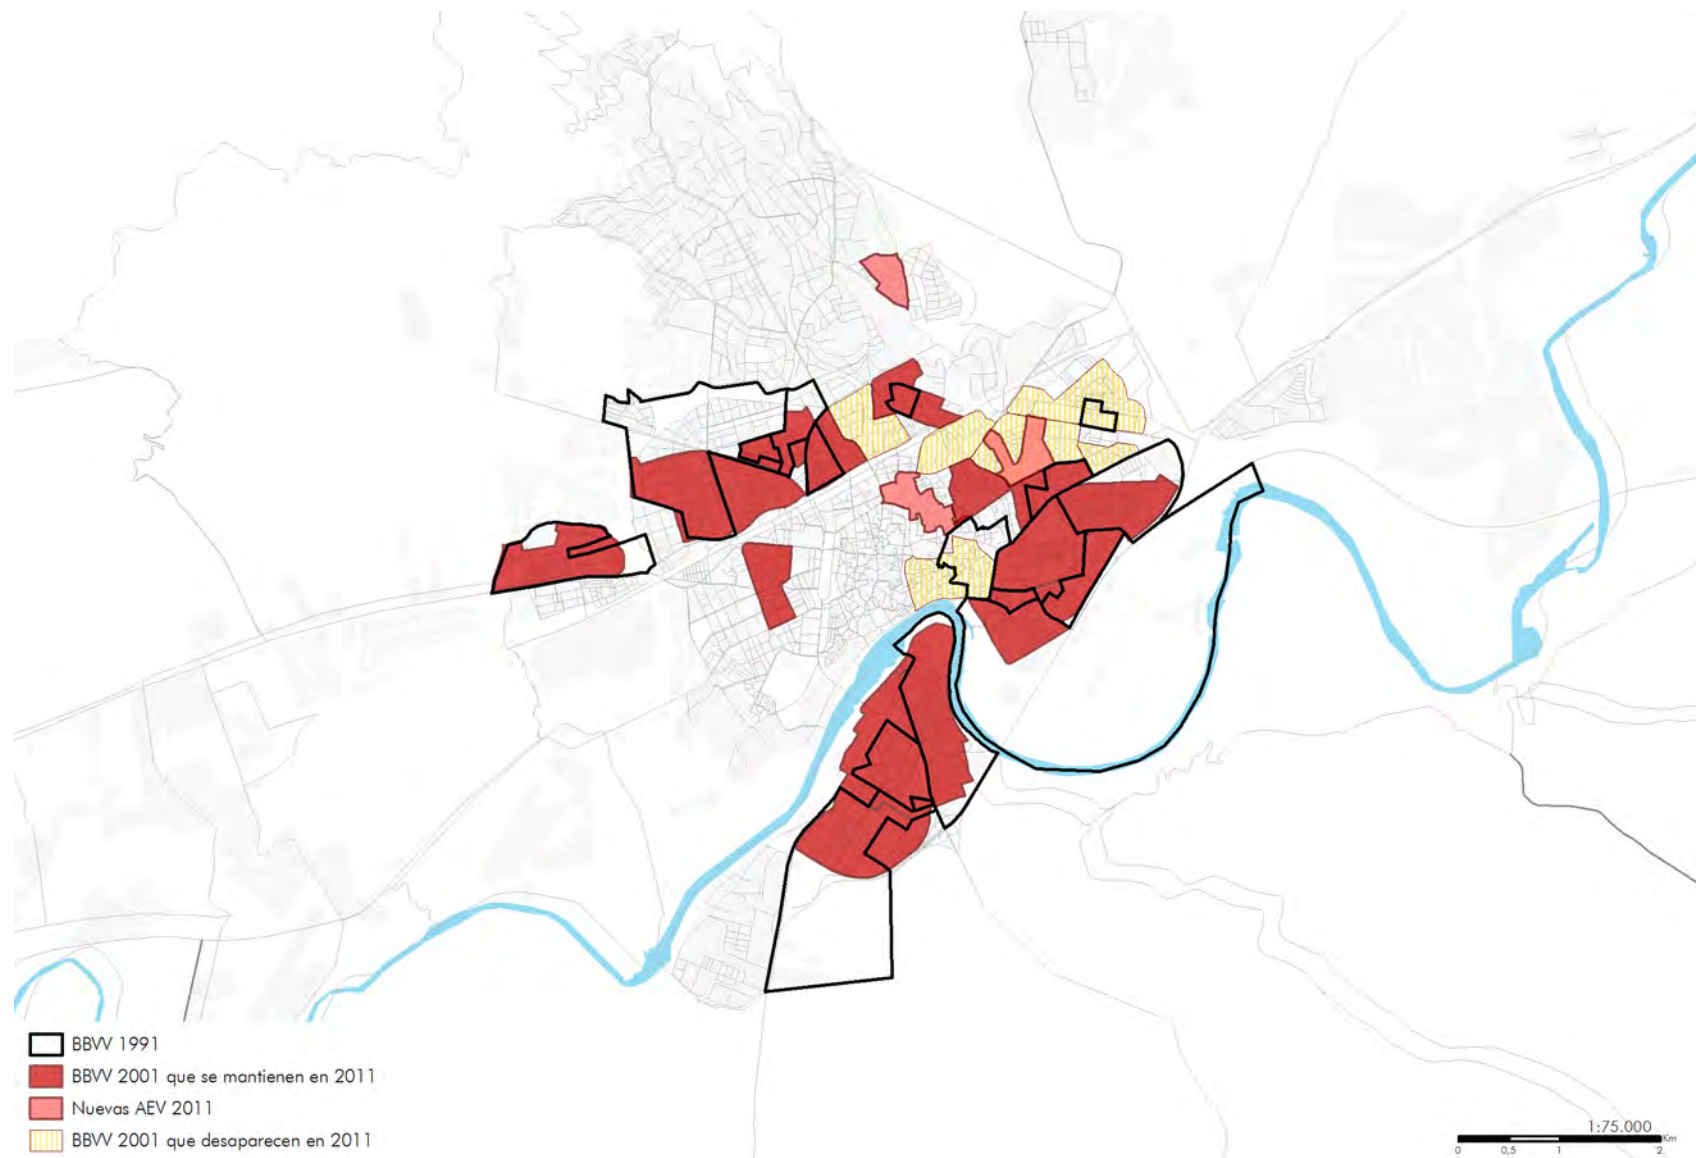 BBVV 1991
BBVV 2001 que se mantienen en 2011
Nuevas AEV 2011
BBVV 2001 que desaparecen en 2011
1:75.000
Km
0 0,5 1 2